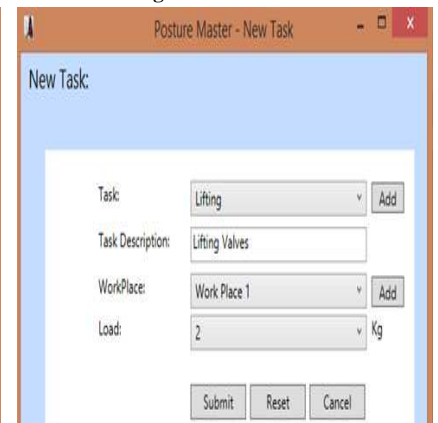 Posture Master - New Task
New Task:
Task: Lifting Add
Task Description: Lifting Valves
WorkPlace: Work Place 1 Add
Load: 2 Kg
Submit Reset Cancel